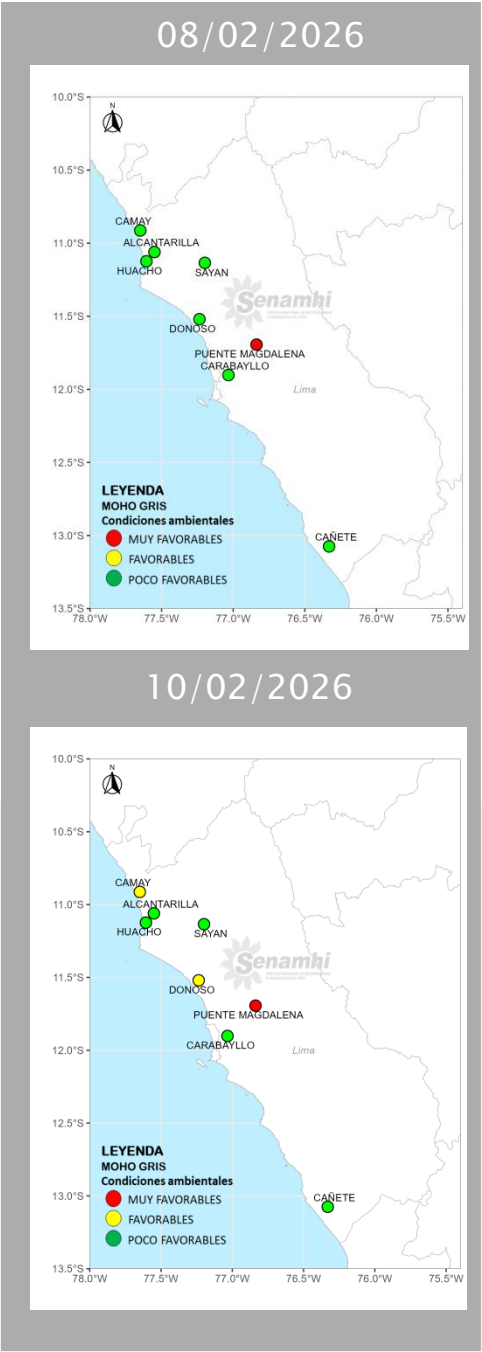 08/02/2026
10.0°S
N
10.5°S
CAMAY
11.0°S
ALCANTARILLA
HUACHO
SAYAN
Senamhi
11.5°S
DONOSO
PUENTE MAGDALENA
CARABAYLLO
12.0°S
Lima
12.5°S
LEYENDA
MOHO GRIS
Condiciones ambientales
13.0°S
CAÑETE
MUY FAVORABLES
FAVORABLES
POCO FAVORABLES
13.5°S
78.0°W 77.5°W 77.0°W 76.5°W 76.0°W 75.5°W
10/02/2026
10.0°S
N
10.5°S
CAMAY
11.0°S
ALCANTARILLA
HUACHO
SAYAN
Senamhi
11.5°S
DONOSO
PUENTE MAGDALENA
12.0°S
CARABAYLLO
Lima
12.5°S
LEYENDA
MOHO GRIS
Condiciones ambientales
13.0°S
CAÑETE
MUY FAVORABLES
FAVORABLES
POCO FAVORABLES
13.5°S
78.0°W 77.5°W 77.0°W 76.5°W 76.0°W 75.5°W